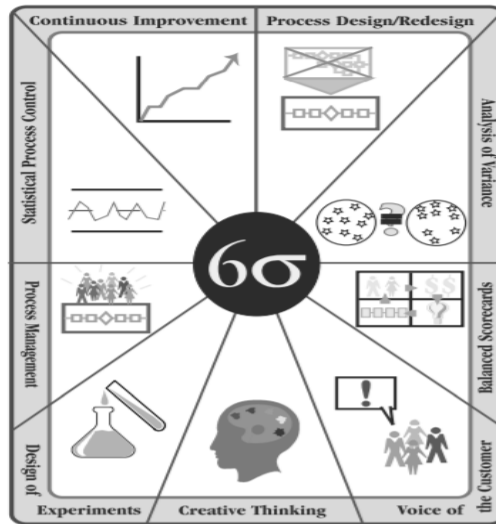 Continuous Improvement
Process Design/Redesign
Statistical Process Control
Analysis of Variance
6σ
Process Management
Balanced Scorecards
Design of
Experiments
Creative Thinking
Voice of
the Customer
!
?
$$